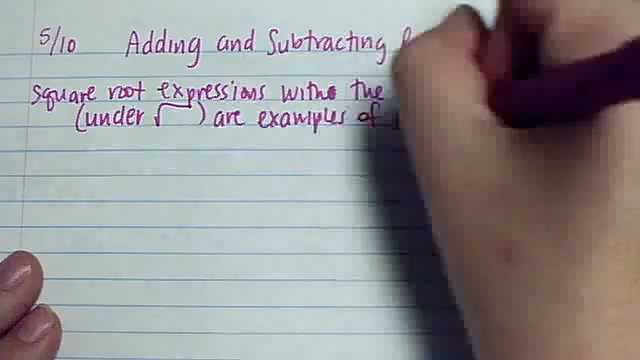 5/10 Adding and Subtracting
Square root expressions with the
(under √ ) are examples of